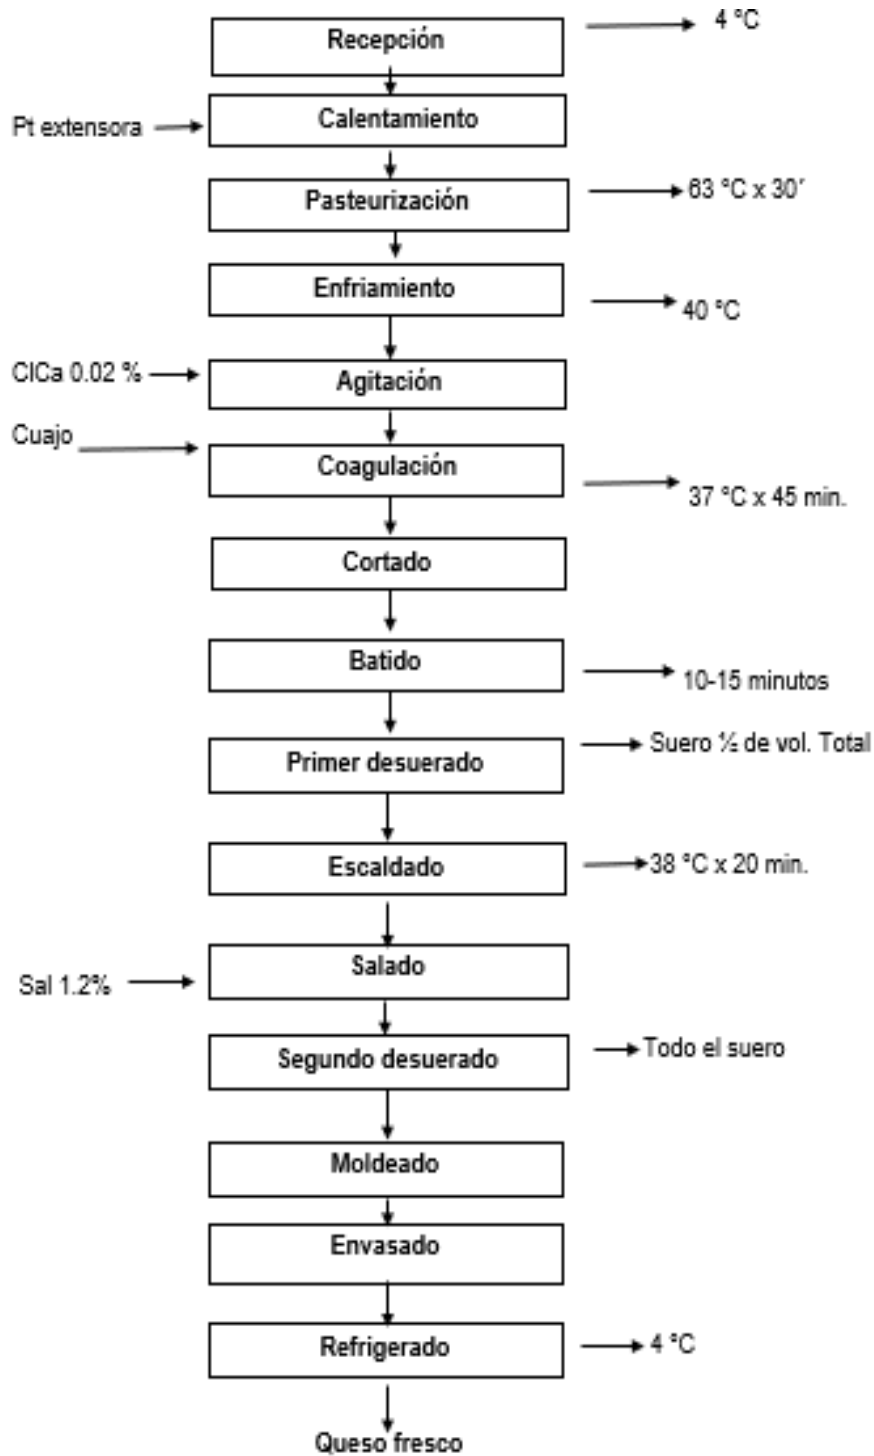 Recepción
4 °C
Calentamiento
Pt extensora
Pasteurización
63 °C x 30´
Enfriamiento
40 °C
ClCa 0.02 %
Agitación
Cuajo
Coagulación
37 °C x 45 min.
Cortado
Batido
10-15 minutos
Primer desuerado
Suero ⅓ de vol. Total
Escaldado
38 °C x 20 min.
Salado
Sal 1.2%
Segundo desuerado
Todo el suero
Moldeado
Envasado
Refrigerado
4 °C
Queso fresco